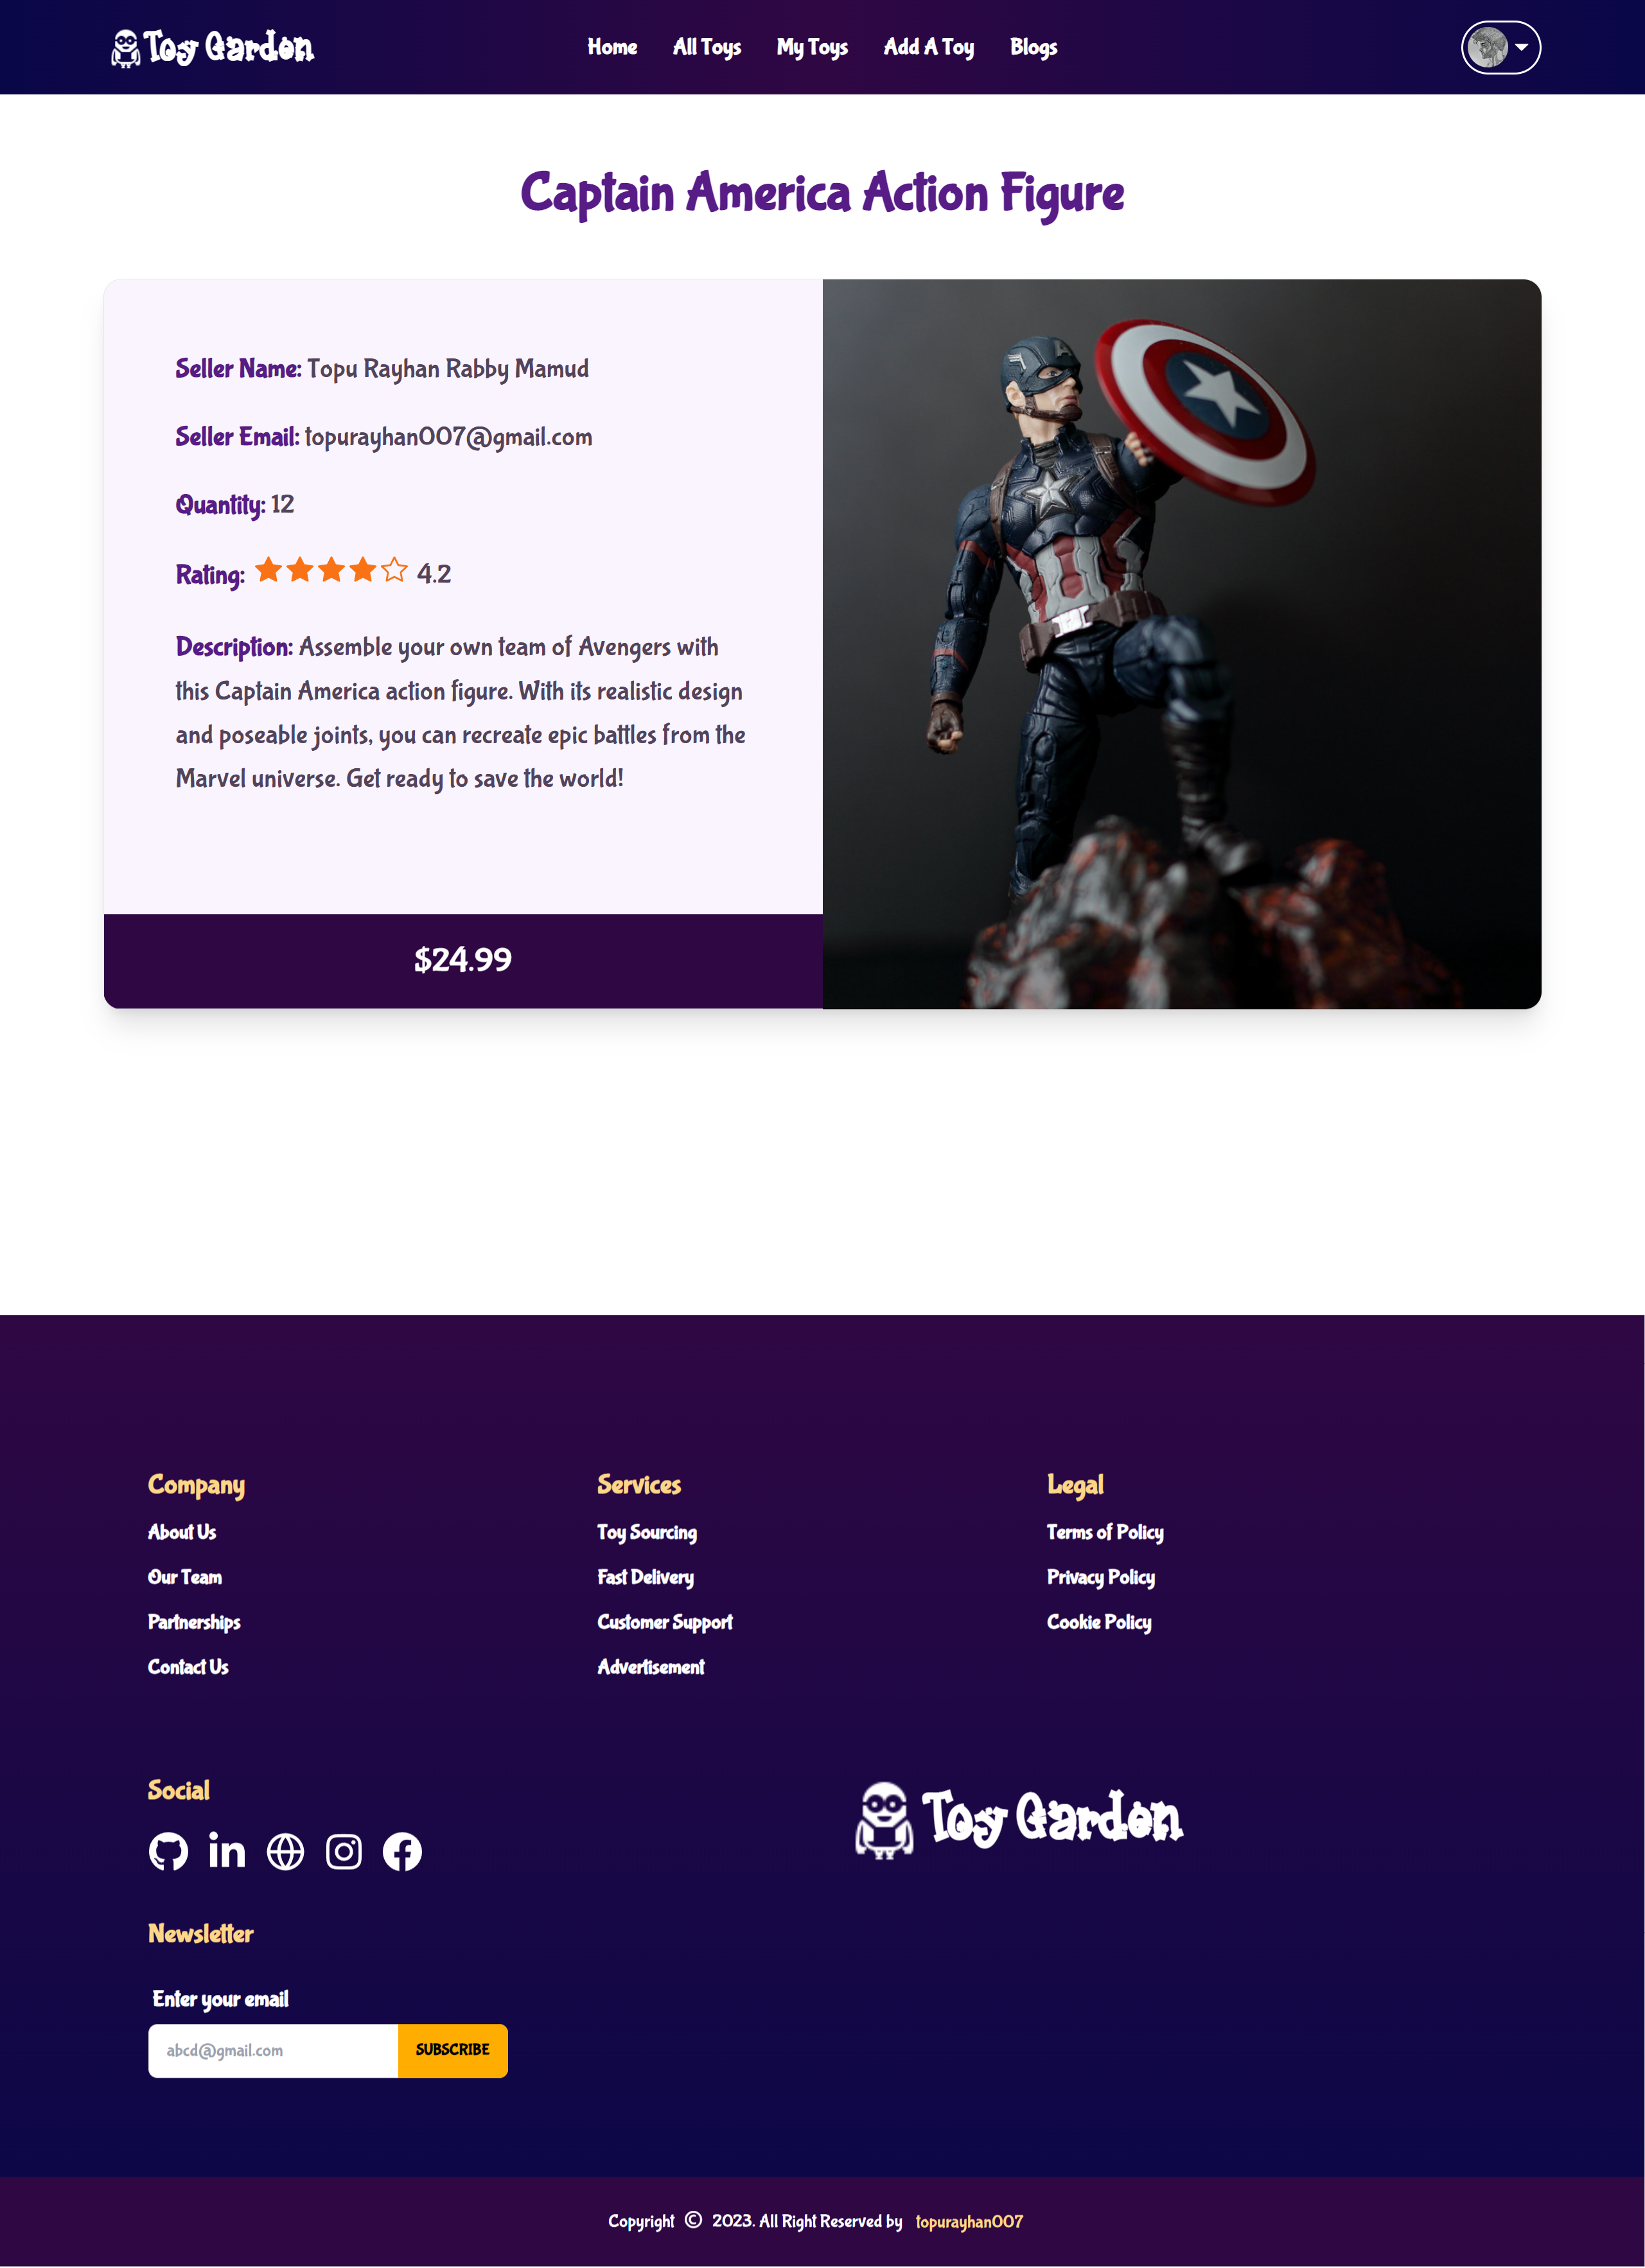 Toy Garden
Home All Toys My Toys Add A Toy Blogs
Captain America Action Figure
Seller Name: Topu Rayhan Rabby Mamud
Seller Email: topurayhan007@gmail.com
Quantity: 12
Rating: 4.2
Description: Assemble your own team of Avengers with
this Captain America action figure. With its realistic design
and poseable joints, you can recreate epic battles from the
Marvel universe. Get ready to save the world!
$24.99
A
Company
About Us
Our Team
Partnerships
Contact Us
Services
Toy Sourcing
Fast Delivery
Customer Support
Advertisement
Legal
Terms of Policy
Privacy Policy
Cookie Policy
Social
in
Toy Garden
Newsletter
Enter your email
abcd@gmail.com SUBSCRIBE
Copyright © 2023. All Right Reserved by topurayhan007